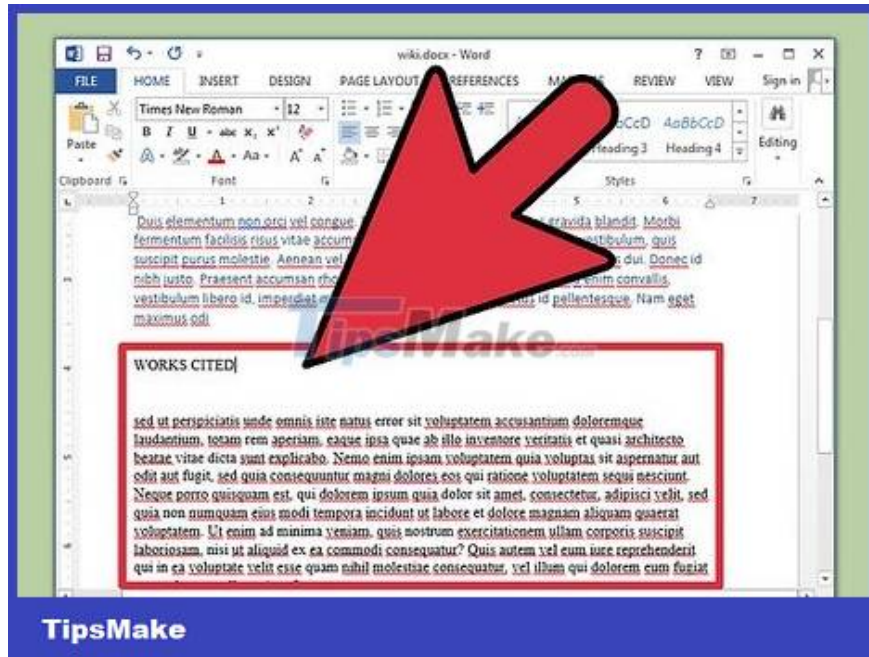 wiki.docx - Word
FILE HOME INSERT DESIGN PAGE LAYOUT REFERENCES REVIEW VIEW Sign in
Times New Roman 12
Paste
B I U abc X₂ X²
A Aa A A
Heading 3 Heading 4 Editing
AaBbCcD
Clipboard Font Styles
1 2 5 6 7
Duis elementum non orci vel congue. gravida blandit. Morbi
fermentum facilisis risus vitae vestibulum, quis
suscipit purus molestie. Aenean vel dui. Donec id
nibh justo. Praesent accumsan enim convallis,
vestibulum libero id, imperdiet id pellentesque. Nam eget
maximus odi
TipsMake.com
WORKS CITED
sed ut perspiciatis unde omnis iste natus error sit voluptatem accusantium doloremque
laudantium, totam rem aperiam, eaque ipsa quae ab illo inventore veritatis et quasi architecto
beatae vitae dicta sunt explicabo. Nemo enim ipsam voluptatem quia voluptas sit aspernatur aut
odit aut fugit, sed quia consequuntur magni dolores eos qui ratione voluptatem sequi nesciunt.
Neque porro quisquam est, qui dolorem ipsum quia dolor sit amet, consectetur, adipisci velit, sed
quia non numquam eius modi tempora incidunt ut labore et dolore magnam aliquam quaerat
voluptatem. Ut enim ad minima veniam, quis nostrum exercitationem ullam corporis suscipit
laboriosam, nisi ut aliquid ex ea commodi consequatur? Quis autem vel eum iure reprehenderit
qui in ea voluptate velit esse quam nihil molestiae consequatur, vel illum qui dolorem eum fugiat
TipsMake